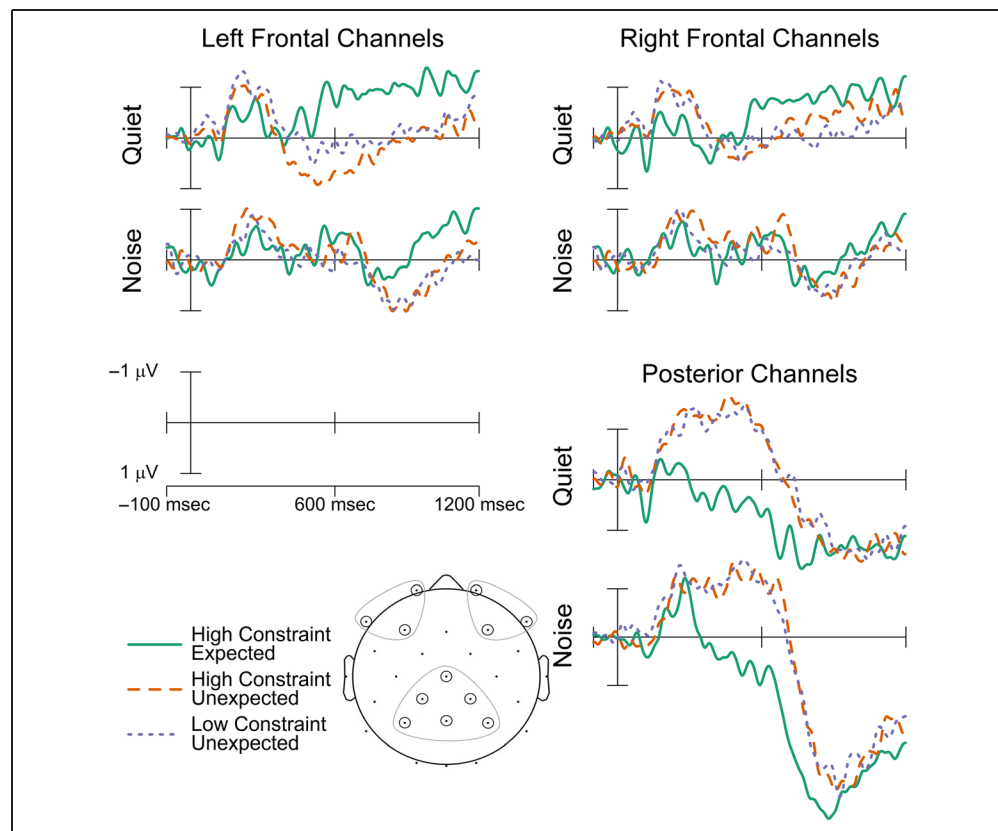 Left Frontal Channels
Right Frontal Channels
Quiet
Quiet
Noise
Noise
–1 μV
1 μV
–100 msec
600 msec
1200 msec
Posterior Channels
Quiet
Noise
High Constraint
Expected
High Constraint
Unexpected
Low Constraint
Unexpected